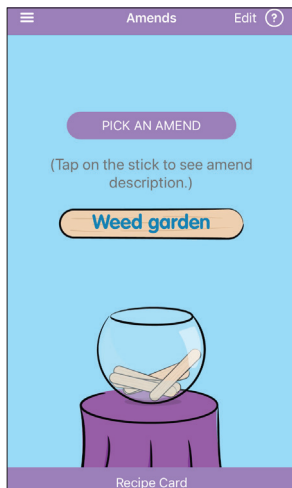 Amends Edit ?
PICK AN AMEND
(Tap on the stick to see amend
description.)
Weed garden
Recipe Card